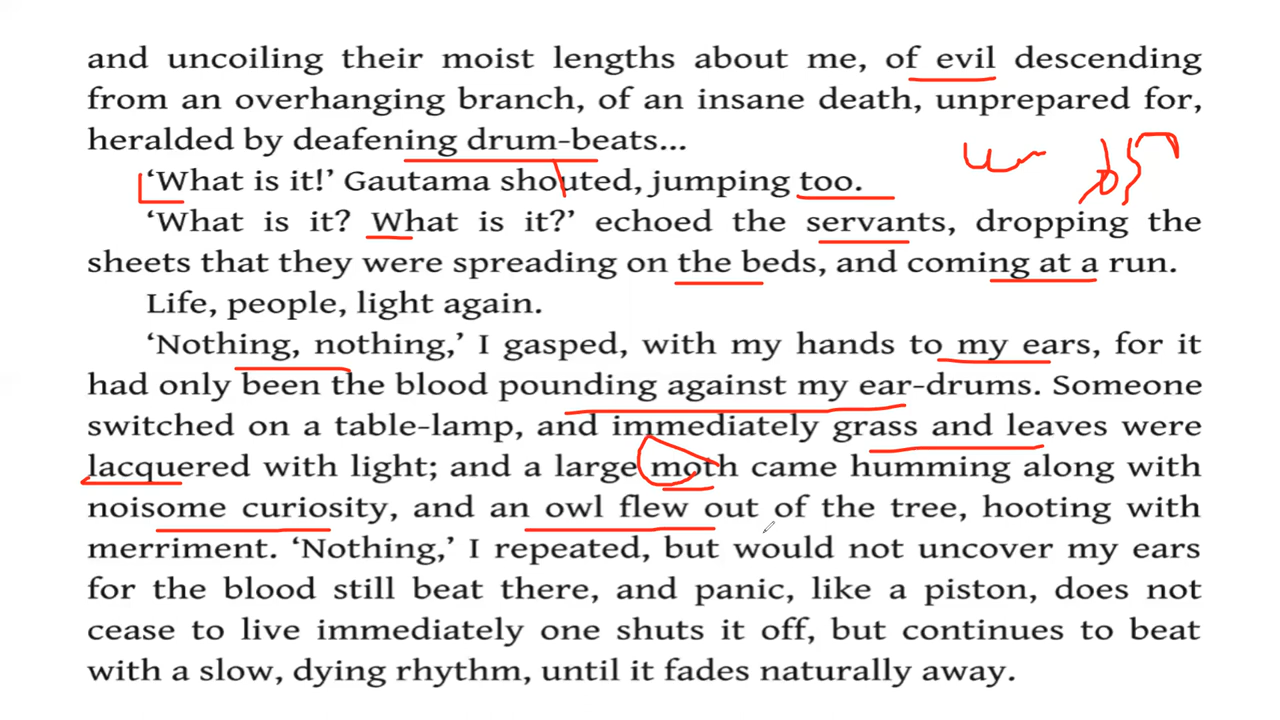 and uncoiling their moist lengths about me, of evil descending
from an overhanging branch, of an insane death, unprepared for,
heralded by deafening drum-beats...
‘What is it!’ Gautama shouted, jumping too.
‘What is it? What is it?’ echoed the servants, dropping the
sheets that they were spreading on the beds, and coming at a run.
Life, people, light again.
‘Nothing, nothing,’ I gasped, with my hands to my ears, for it
had only been the blood pounding against my ear-drums. Someone
switched on a table-lamp, and immediately grass and leaves were
lacquered with light; and a large moth came humming along with
noisome curiosity, and an owl flew out of the tree, hooting with
merriment. ‘Nothing,’ I repeated, but would not uncover my ears
for the blood still beat there, and panic, like a piston, does not
cease to live immediately one shuts it off, but continues to beat
with a slow, dying rhythm, until it fades naturally away.